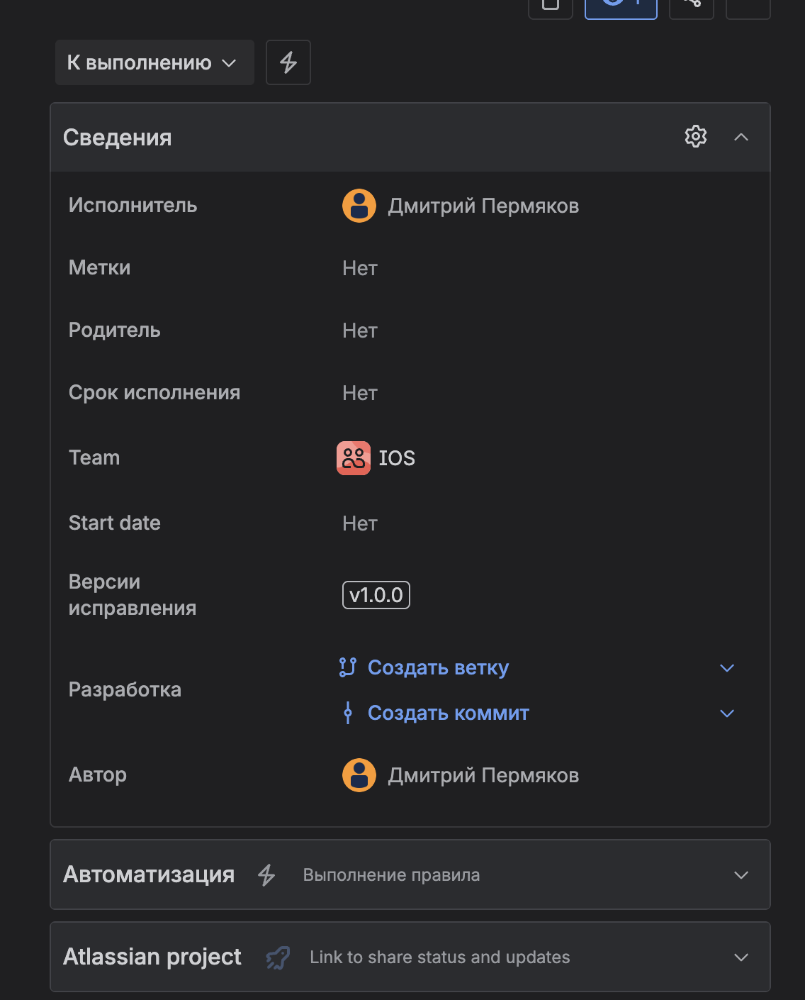 К выполнению
Сведения
Исполнитель
Дмитрий Пермяков
Метки
Нет
Родитель
Нет
Срок исполнения
Нет
Team
IOS
Start date
Нет
Версии
исправления
v1.0.0
Разработка
Создать ветку
Создать коммит
Автор
Дмитрий Пермяков
Автоматизация
Выполнение правила
Atlassian project
Link to share status and updates